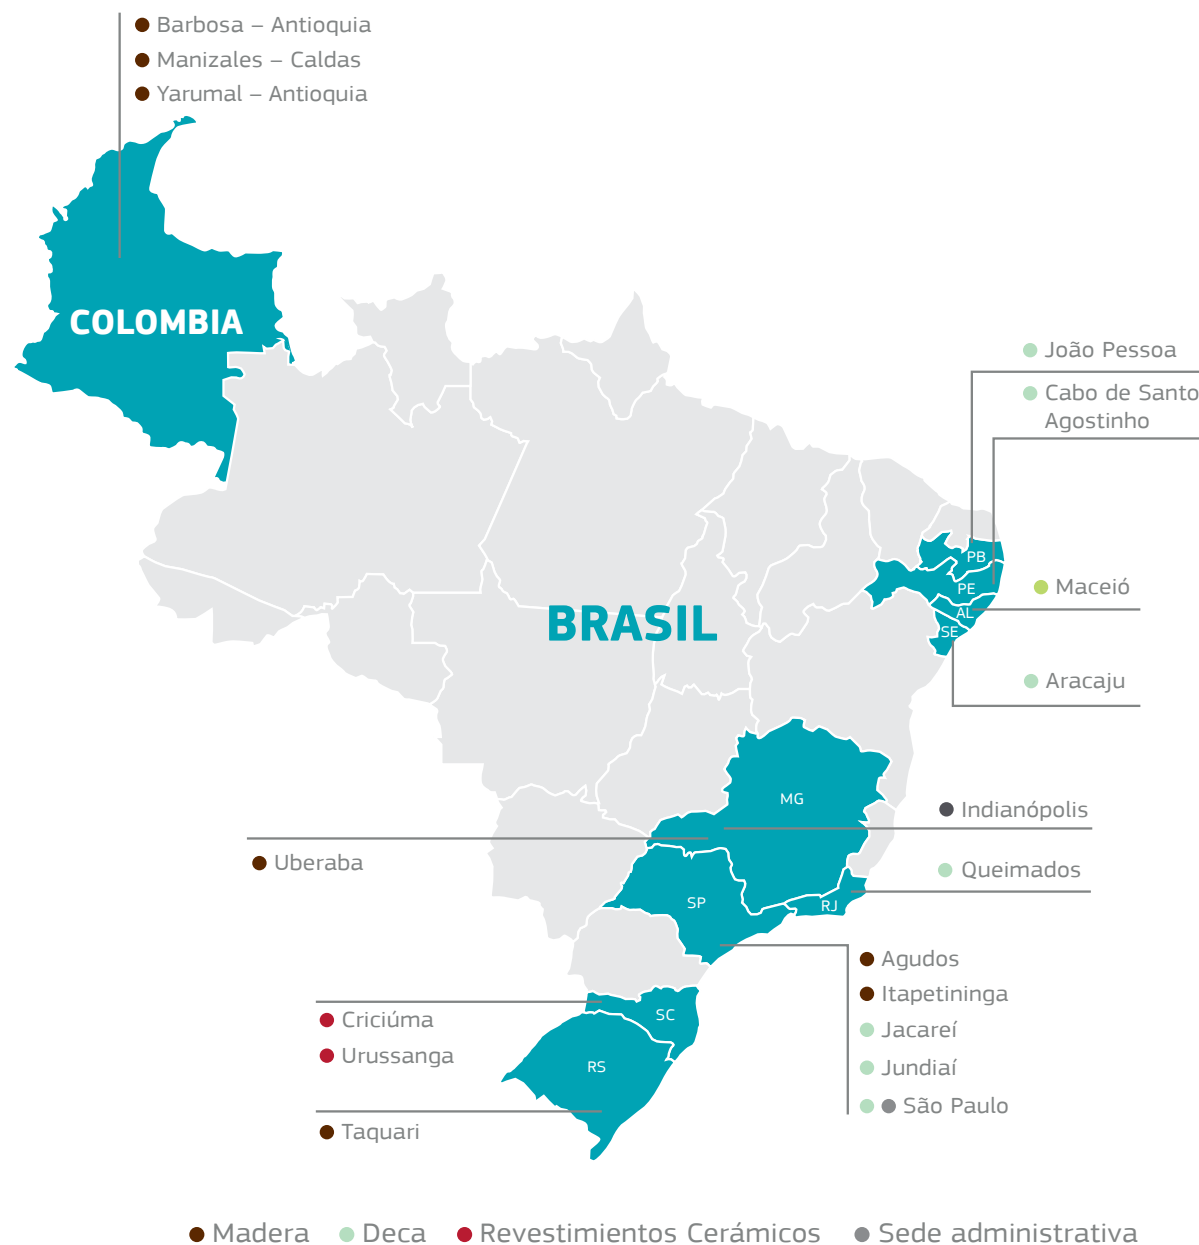 Barbosa – Antioquia
Manizales – Caldas
Yarumal – Antioquia
COLOMBIA
João Pessoa
Cabo de Santo
Agostinho
PB
PE
AL
SE
Maceió
BRASIL
Aracaju
MG
Indianópolis
Uberaba
Queimados
SP
RJ
Agudos
Itapetininga
Jacareí
Jundiaí
São Paulo
Criciúma
Urussanga
SC
RS
Taquari
Madera
Deca
Revestimientos Cerámicos
Sede administrativa